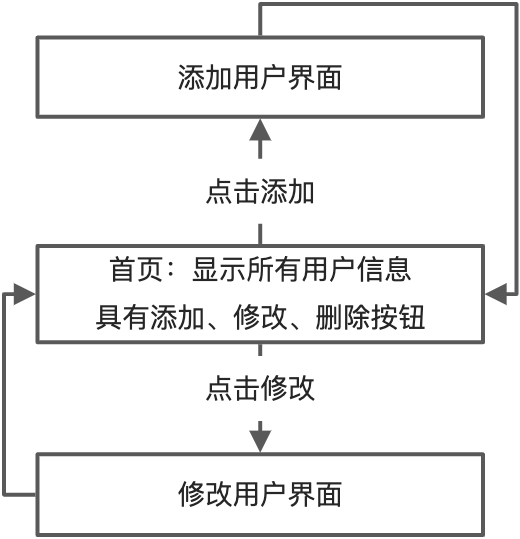 添加用户界面
点击添加
首页：显示所有用户信息
具有添加、修改、删除按钮
点击修改
修改用户界面